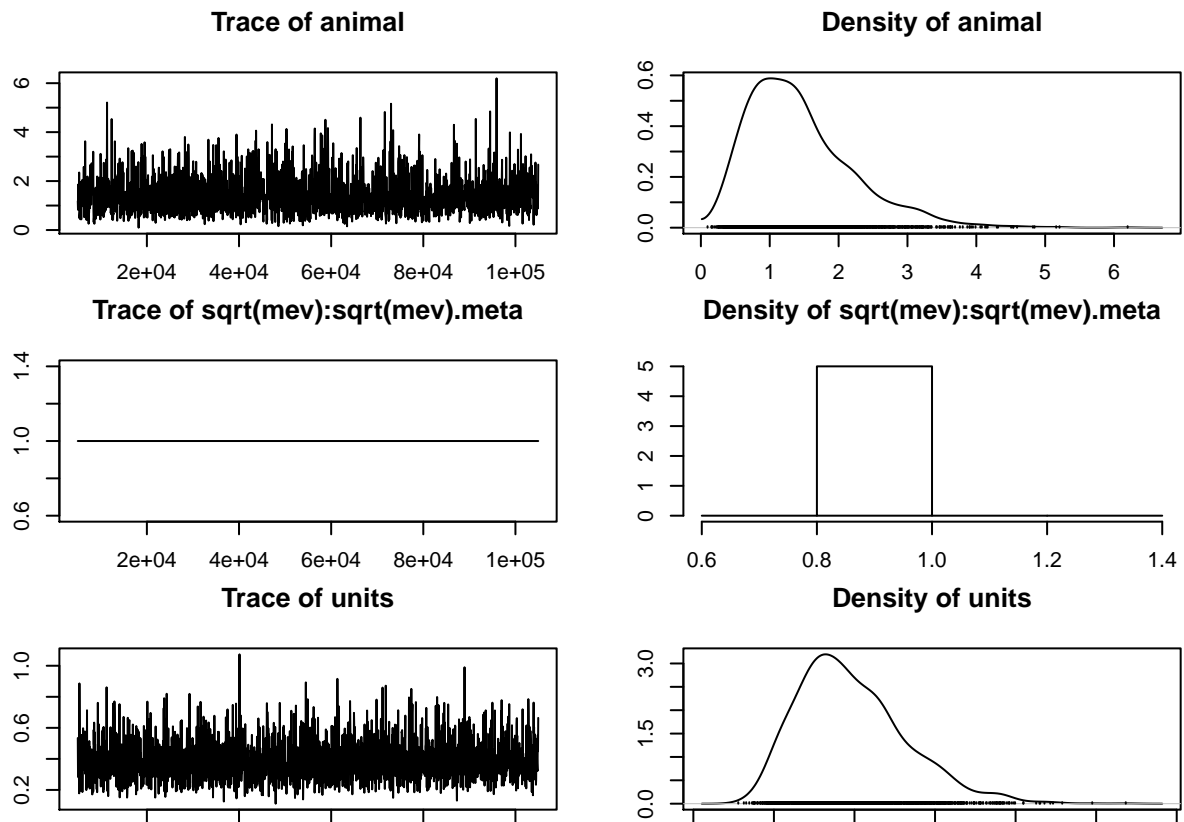 Trace of animal
6
4
2
0
2e+04 4e+04 6e+04 8e+04 1e+05
Density of animal
0.6
0.4
0.2
0.0
0 1 2 3 4 5 6
Trace of sqrt(mev):sqrt(mev).meta
1.4
1.0
0.6
2e+04 4e+04 6e+04 8e+04 1e+05
Density of sqrt(mev):sqrt(mev).meta
5
4
3
2
1
0
0.6 0.8 1.0 1.2 1.4
Trace of units
1.0
0.6
0.2
Density of units
3.0
1.5
0.0